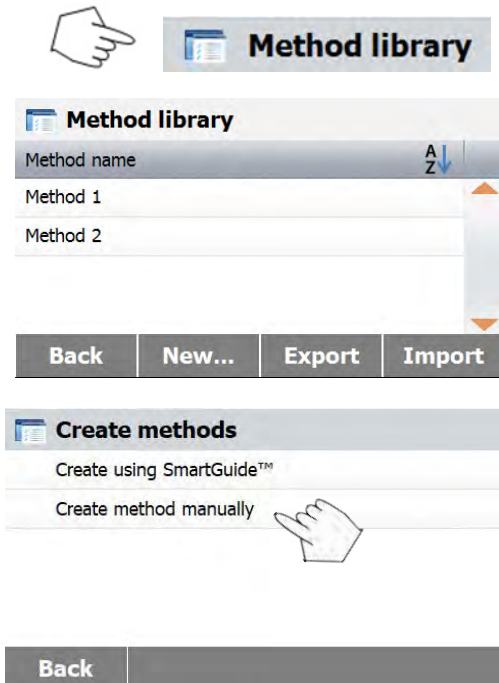 Method library
Method library
Method name AZ
Method 1
Method 2
Back New... Export Import
Create methods
Create using SmartGuide™
Create method manually
Back